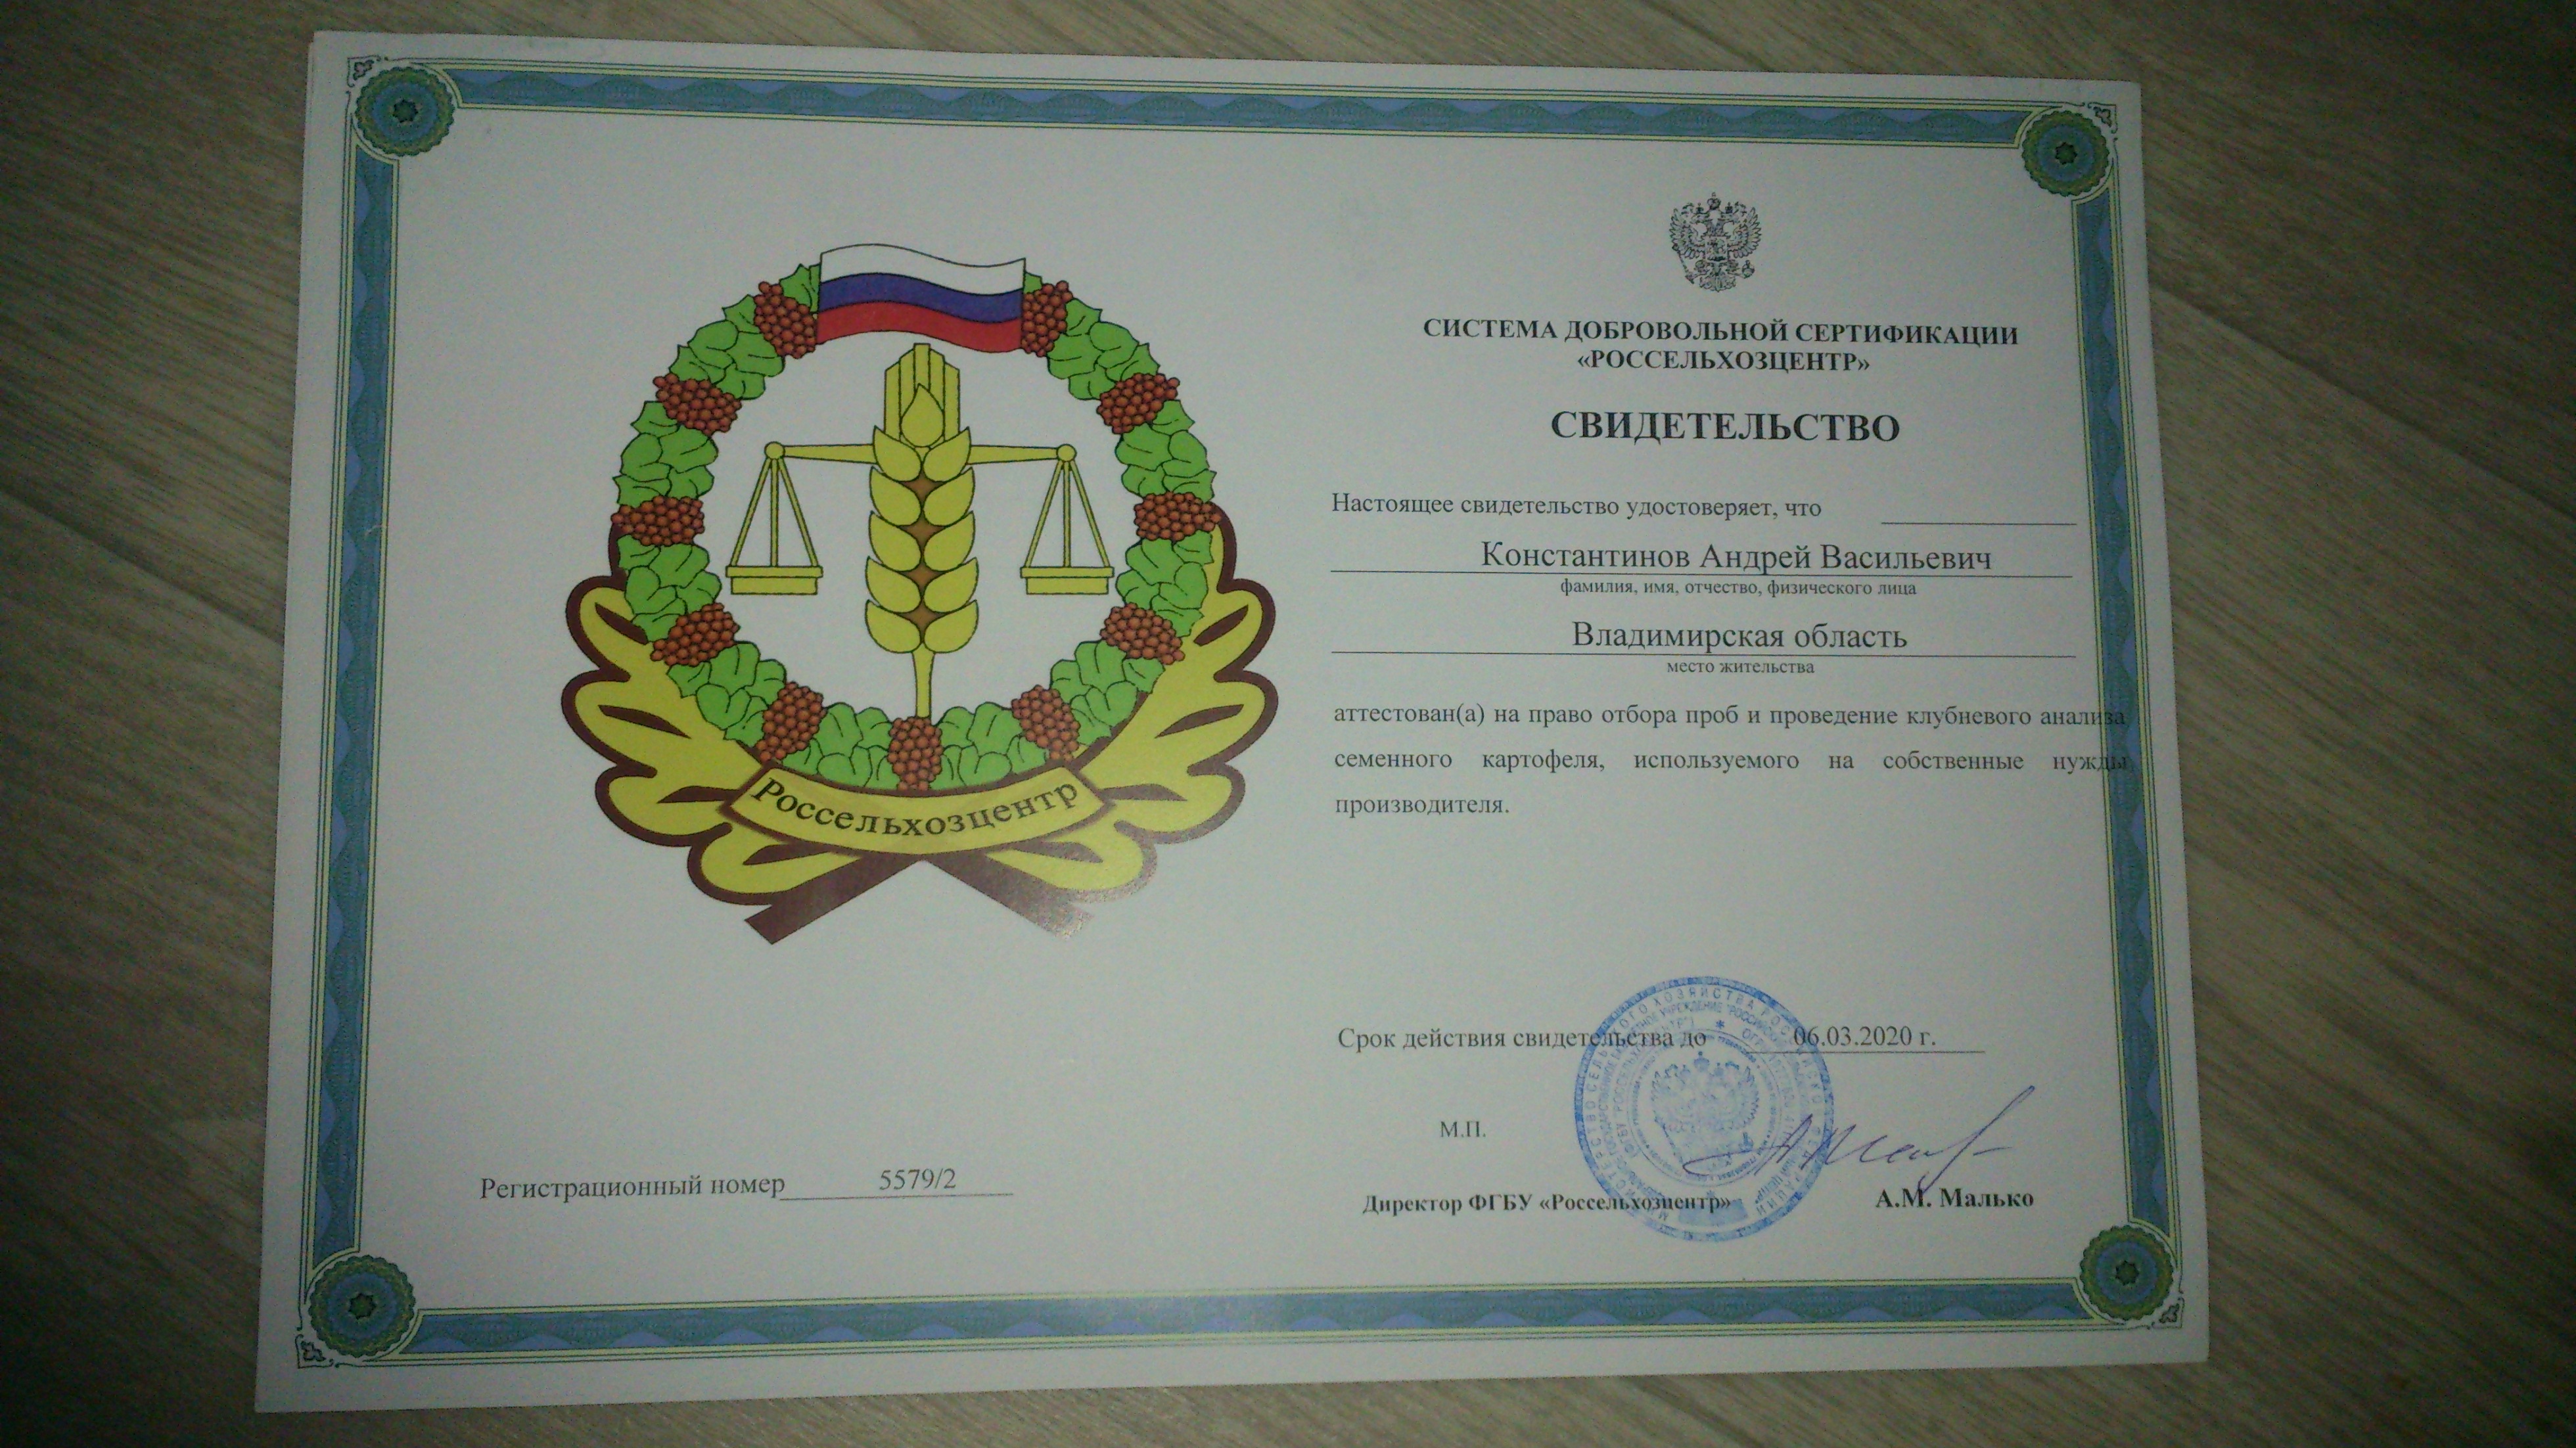 СИСТЕМА ДОБРОВОЛЬНОЙ СЕРТИФИКАЦИИ
«РОССЕЛЬХОЗЦЕНТР»
СВИДЕТЕЛЬСТВО
Настоящее свидетельство удостоверяет, что
Константинов Андрей Васильевич
фамилия, имя, отчество, физического лица
Владимирская область
место жительства
аттестован(а) на право отбора проб и проведение клубневого анализа
семенного картофеля, используемого на собственные нужды
производителя.
Россельхозцентр
Срок действия свидетельства до 06.03.2020 г.
М.П.
Регистрационный номер 5579/2
Директор ФГБУ «Россельхозцентр» А.М. Малько